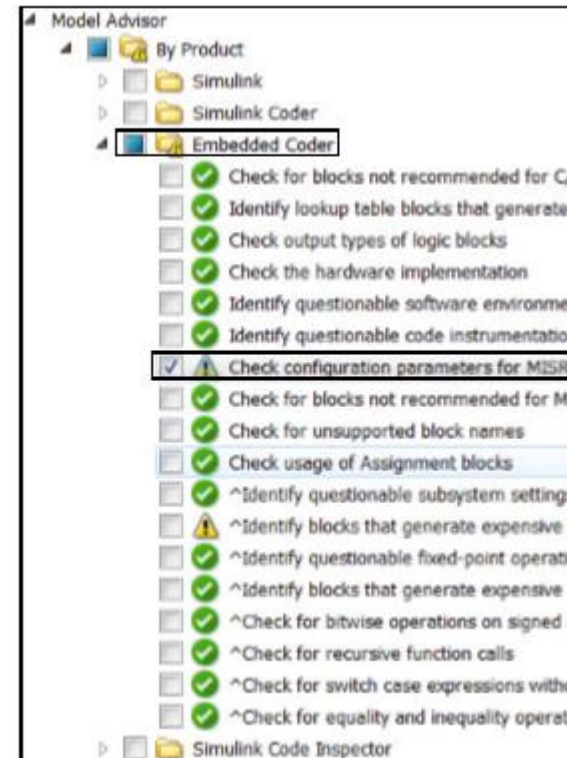 Model Advisor
By Product
Simulink
Simulink Coder
Embedded Coder
Check for blocks not recommended for C/
Identify lookup table blocks that generate
Check output types of logic blocks
Check the hardware implementation
Identify questionable software environme
Identify questionable code instrumentatio
Check configuration parameters for MISR
Check for blocks not recommended for M
Check for unsupported block names
Check usage of Assignment blocks
^Identify questionable subsystem settings
^Identify blocks that generate expensive
^Identify questionable fixed-point operati
^Identify blocks that generate expensive
^Check for bitwise operations on signed
^Check for recursive function calls
^Check for switch case expressions witho
^Check for equality and inequality operat
Simulink Code Inspector